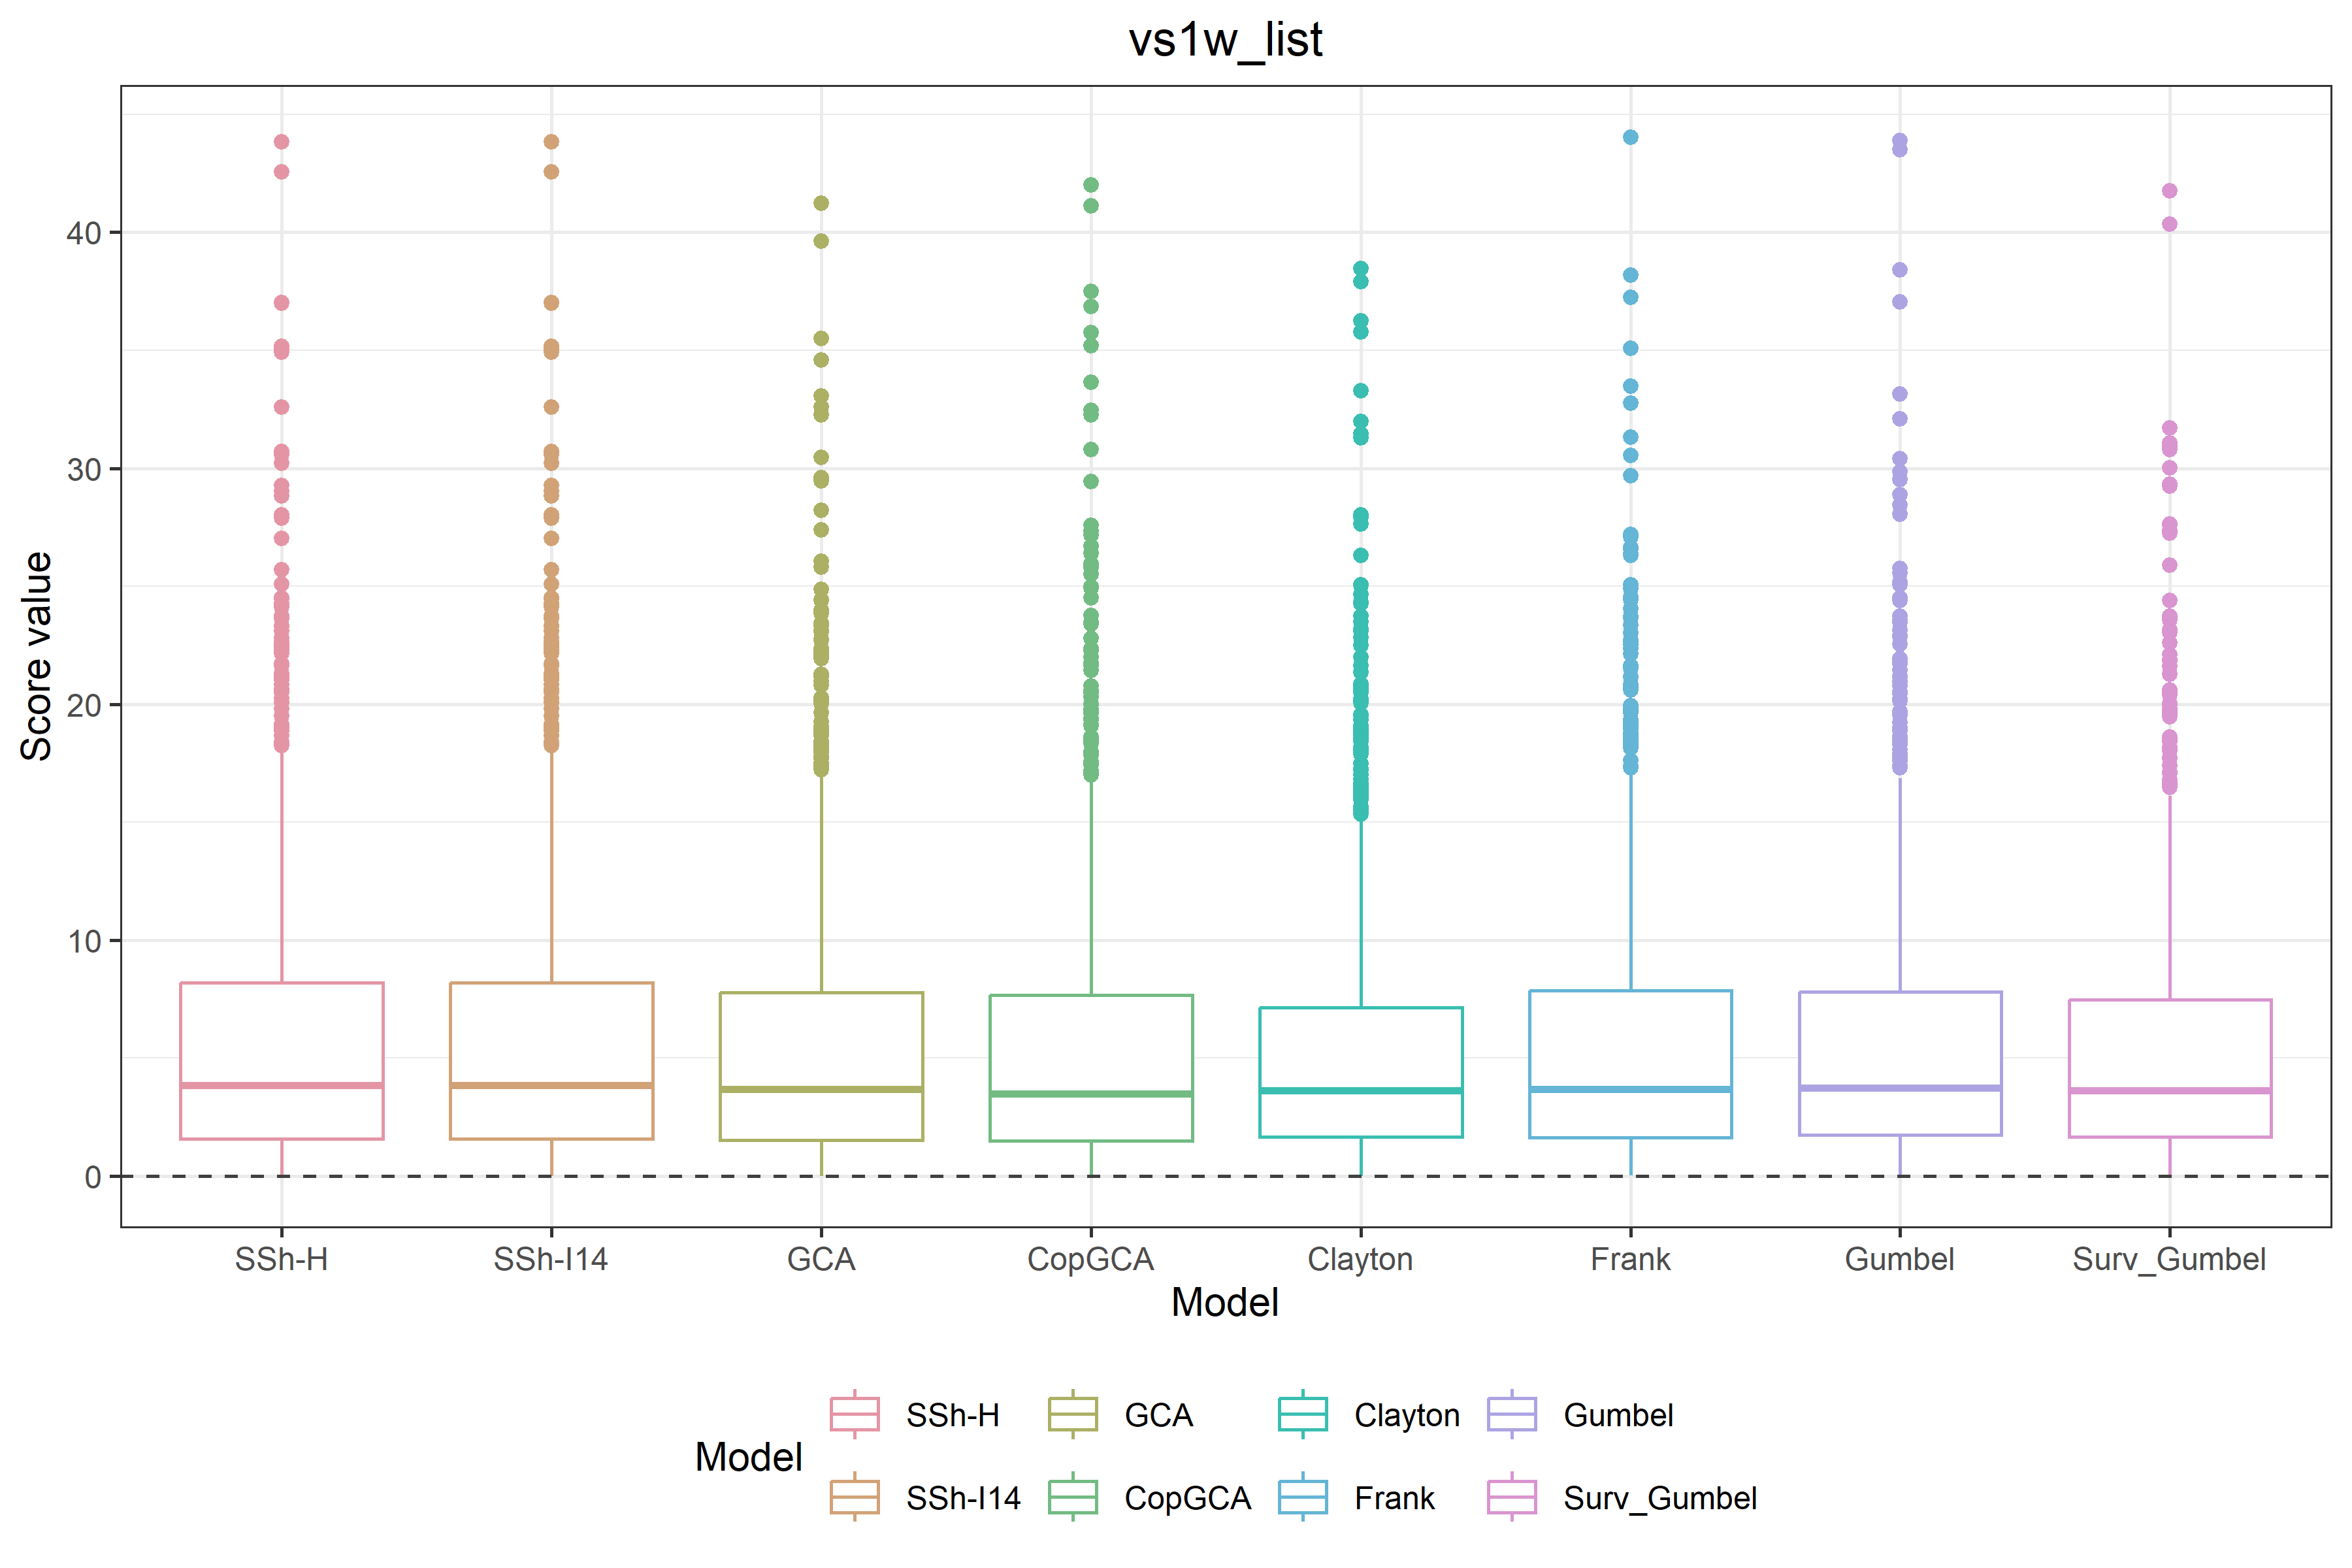 vs1w_list
Score value
40
30
20
10
0
SSh-H SSh-I14 GCA CopGCA Clayton Frank Gumbel Surv_Gumbel
Model
Model
SSh-H GCA Clayton Gumbel
SSh-I14 CopGCA Frank Surv_Gumbel